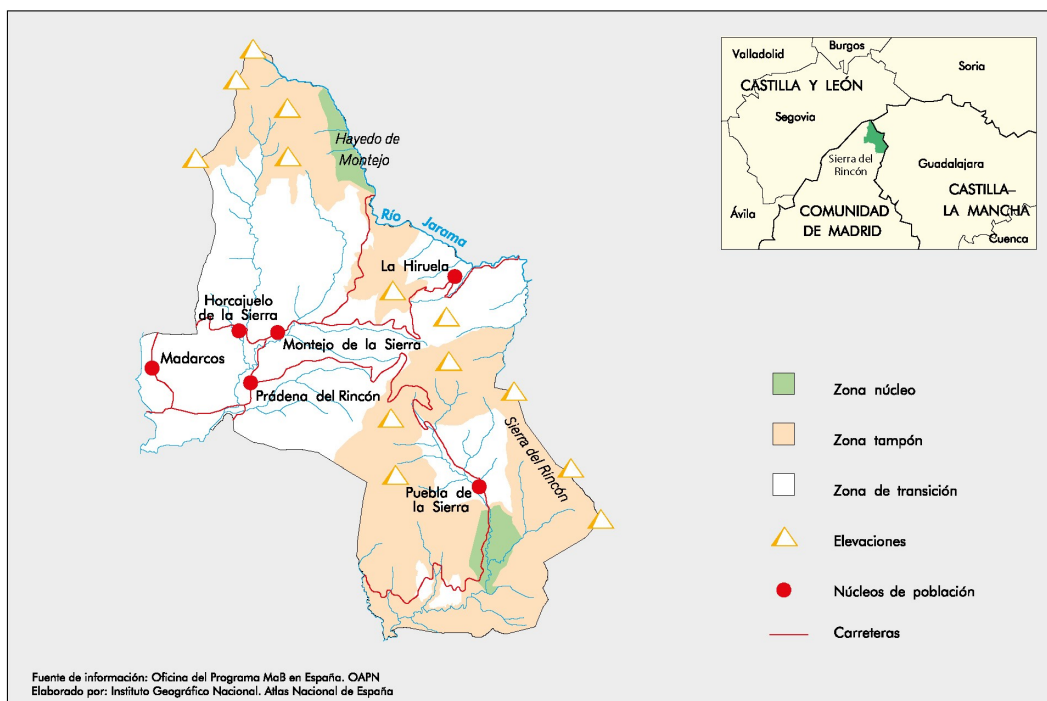 Hayedo de
Montejo
Río Jarama
La Hiruela
Horcajuelo
de la Sierra
Montejo de la Sierra
Madarcos
Prádena del Rincón
Sierra del Rincón
Puebla de
la Sierra
Valladolid
Burgos
Soria
CASTILLA Y LEÓN
Segovia
Sierra del
Rincón
Guadalajara
CASTILLA–
LA MANCHA
Ávila
COMUNIDAD
DE MADRID
Cuenca
Zona núcleo
Zona tampón
Zona de transición
Elevaciones
Núcleos de población
Carreteras
Fuente de información: Oficina del Programa MaB en España. OAPN
Elaborado por: Instituto Geográfico Nacional. Atlas Nacional de España